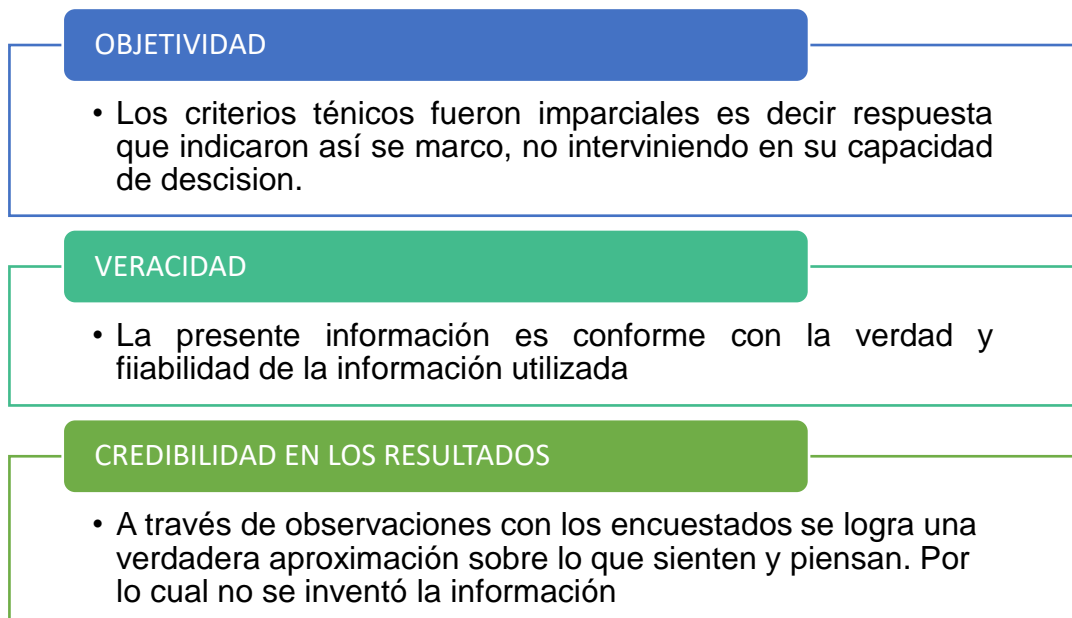 OBJETIVIDAD
• Los criterios ténicos fueron imparciales es decir respuesta
que indicaron así se marco, no interviniendo en su capacidad
de descision.
VERACIDAD
• La presente información es conforme con la verdad y
fiiabilidad de la información utilizada
CREDIBILIDAD EN LOS RESULTADOS
• A través de observaciones con los encuestados se logra una
verdadera aproximación sobre lo que sienten y piensan. Por
lo cual no se inventó la información